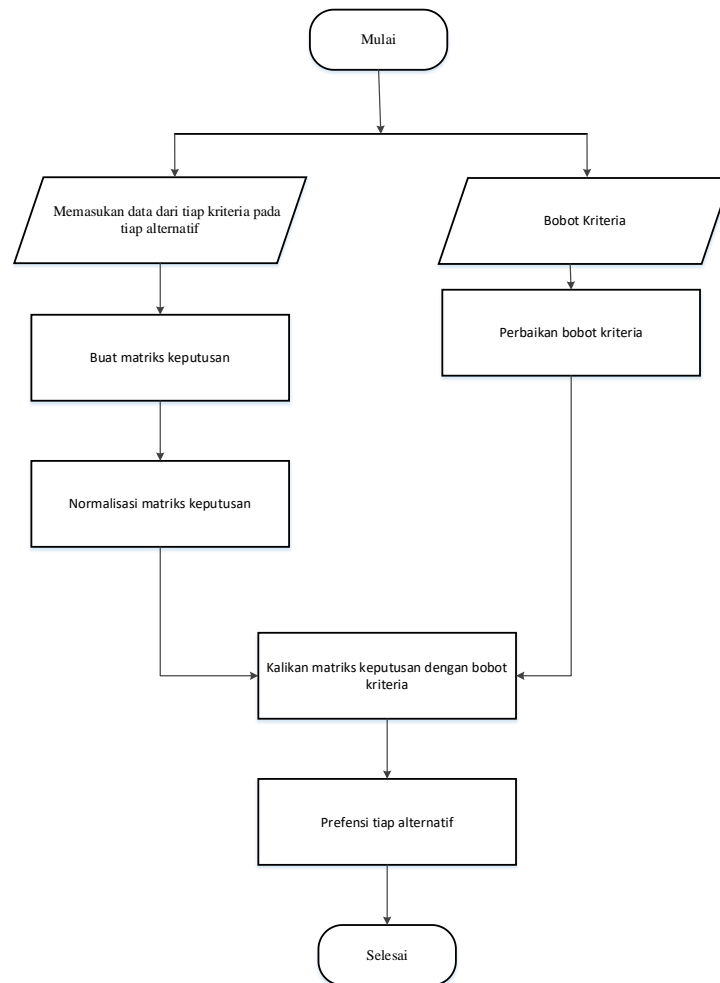 Mulai
Memasukan data dari tiap kriteria pada
tiap alternatif
Bobot Kriteria
Perbaikan bobot kriteria
Buat matriks keputusan
Normalisasi matriks keputusan
Kalikan matriks keputusan dengan bobot
kriteria
Prefensi tiap alternatif
Selesai